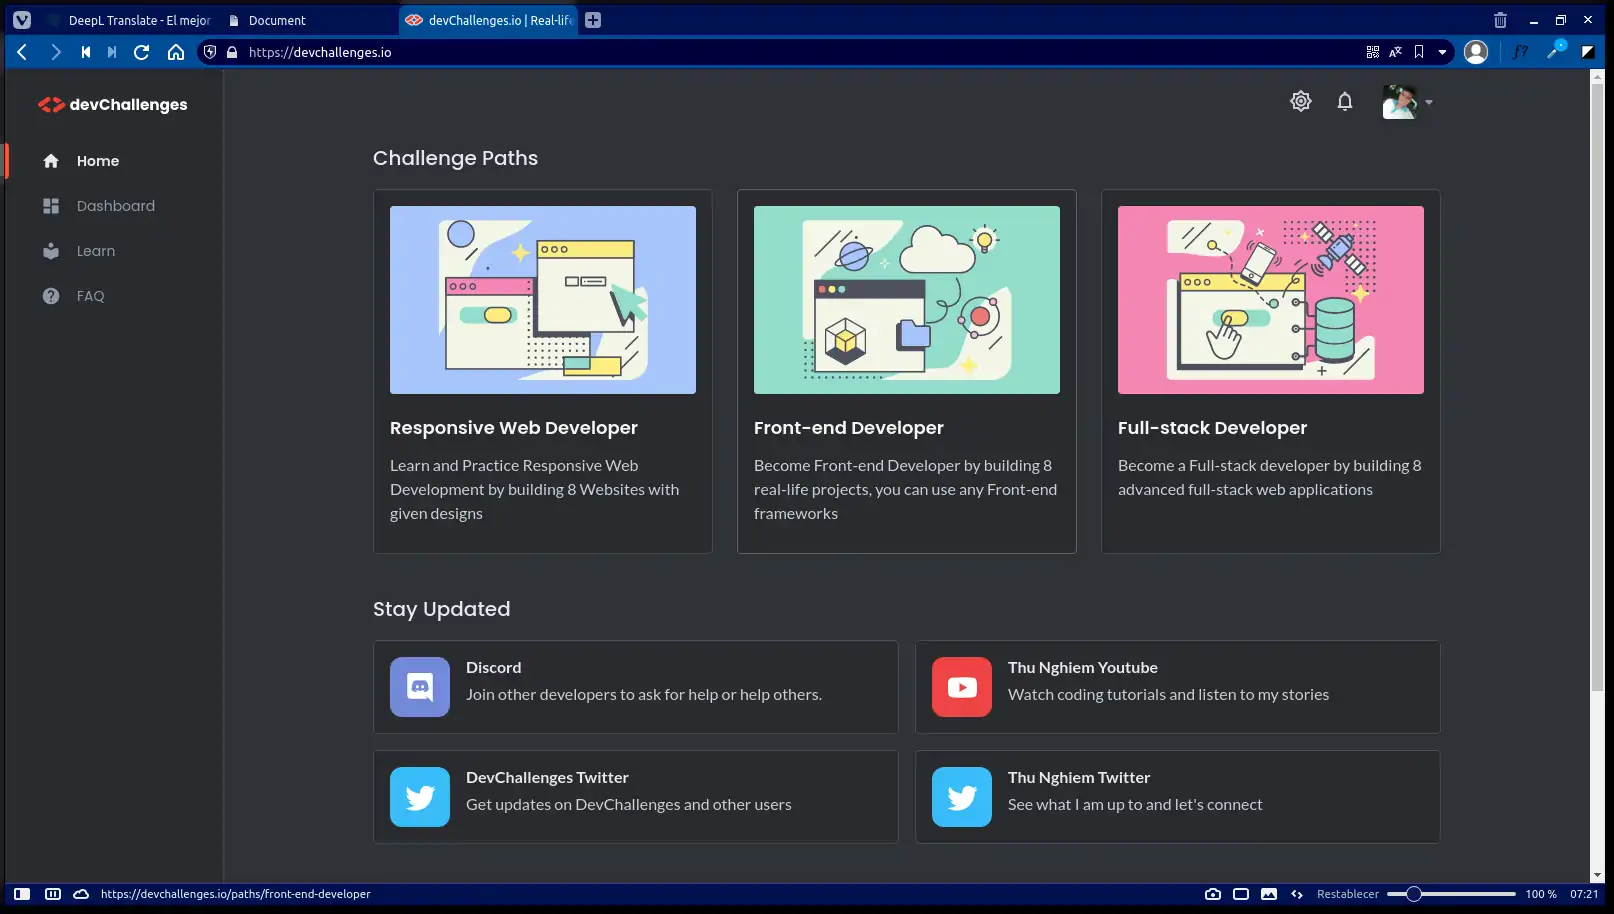 DeepL Translate - El mejor
Document
devChallenges.io | Real-life
https://devchallenges.io
devChallenges
Home
Dashboard
Learn
FAQ
Challenge Paths
Responsive Web Developer
Learn and Practice Responsive Web
Development by building 8 Websites with
given designs
Front-end Developer
Become Front-end Developer by building 8
real-life projects, you can use any Front-end
frameworks
Full-stack Developer
Become a Full-stack developer by building 8
advanced full-stack web applications
Stay Updated
Discord
Join other developers to ask for help or help others.
Thu Nghiem Youtube
Watch coding tutorials and listen to my stories
DevChallenges Twitter
Get updates on DevChallenges and other users
Thu Nghiem Twitter
See what I am up to and let's connect
https://devchallenges.io/paths/front-end-developer
Restablecer
100 %
07:21